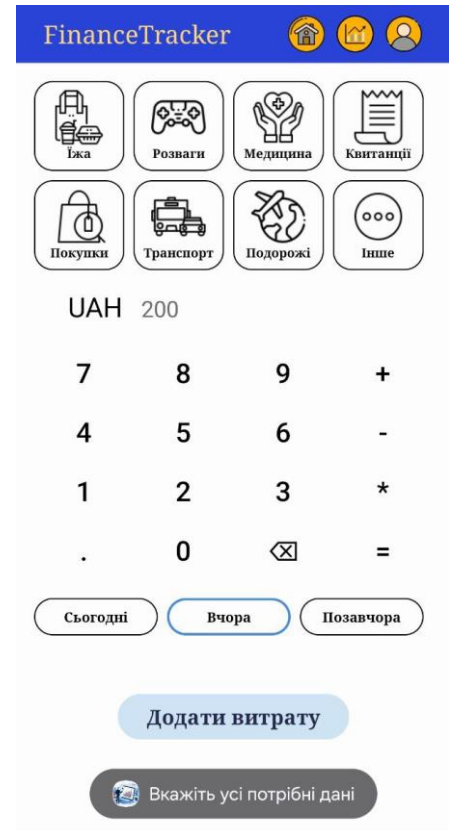 FinanceTracker
Їжа Розваги Медицина Квитанції
Покупки Транспорт Подорожі Інше
UAH 200
7 8 9 +
4 5 6 -
1 2 3 *
. 0 =
Сьогодні Вчора Позавчора
Додати витрату
Вкажіть усі потрібні дані